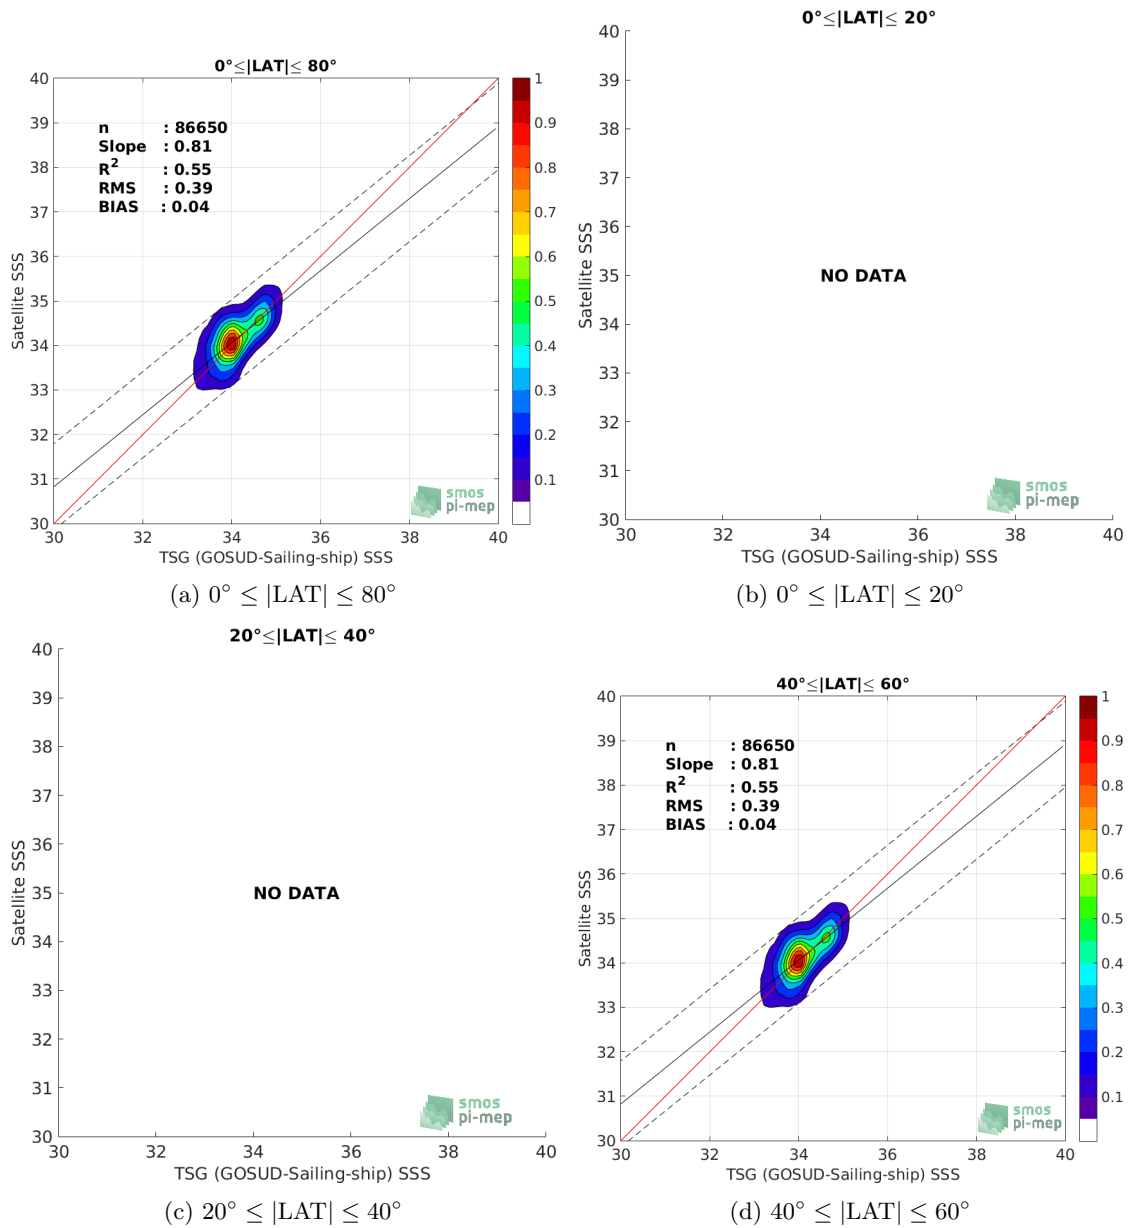 0°≤|LAT|≤ 80°
40
39
38
37
36
35
34
33
32
31
30
Satellite SSS
n : 86650
Slope : 0.81
R2 : 0.55
RMS : 0.39
BIAS : 0.04
1
0.9
0.8
0.7
0.6
0.5
0.4
0.3
0.2
0.1
smos
pi-mep
30 32 34 36 38 40
TSG (GOSUD-Sailing-ship) SSS
(a) 0° ≤ |LAT| ≤ 80°
0°≤|LAT|≤ 20°
40
39
38
37
36
35
34
33
32
31
30
Satellite SSS
NO DATA
smos
pi-mep
30 32 34 36 38 40
TSG (GOSUD-Sailing-ship) SSS
(b) 0° ≤ |LAT| ≤ 20°
20°≤|LAT|≤ 40°
40
39
38
37
36
35
34
33
32
31
30
Satellite SSS
NO DATA
smos
pi-mep
30 32 34 36 38 40
TSG (GOSUD-Sailing-ship) SSS
(c) 20° ≤ |LAT| ≤ 40°
40°≤|LAT|≤ 60°
40
39
38
37
36
35
34
33
32
31
30
Satellite SSS
n : 86650
Slope : 0.81
R2 : 0.55
RMS : 0.39
BIAS : 0.04
1
0.9
0.8
0.7
0.6
0.5
0.4
0.3
0.2
0.1
smos
pi-mep
30 32 34 36 38 40
TSG (GOSUD-Sailing-ship) SSS
(d) 40° ≤ |LAT| ≤ 60°